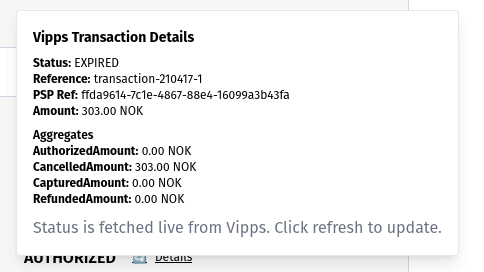 Vipps Transaction Details
Status: EXPIRED
Reference: transaction-210417-1
PSP Ref: ffda9614-7c1e-4867-88e4-16099a3b43fa
Amount: 303.00 NOK
Aggregates
AuthorizedAmount: 0.00 NOK
CancelledAmount: 303.00 NOK
CapturedAmount: 0.00 NOK
RefundedAmount: 0.00 NOK
Status is fetched live from Vipps. Click refresh to update.
AUTHORIZED Details